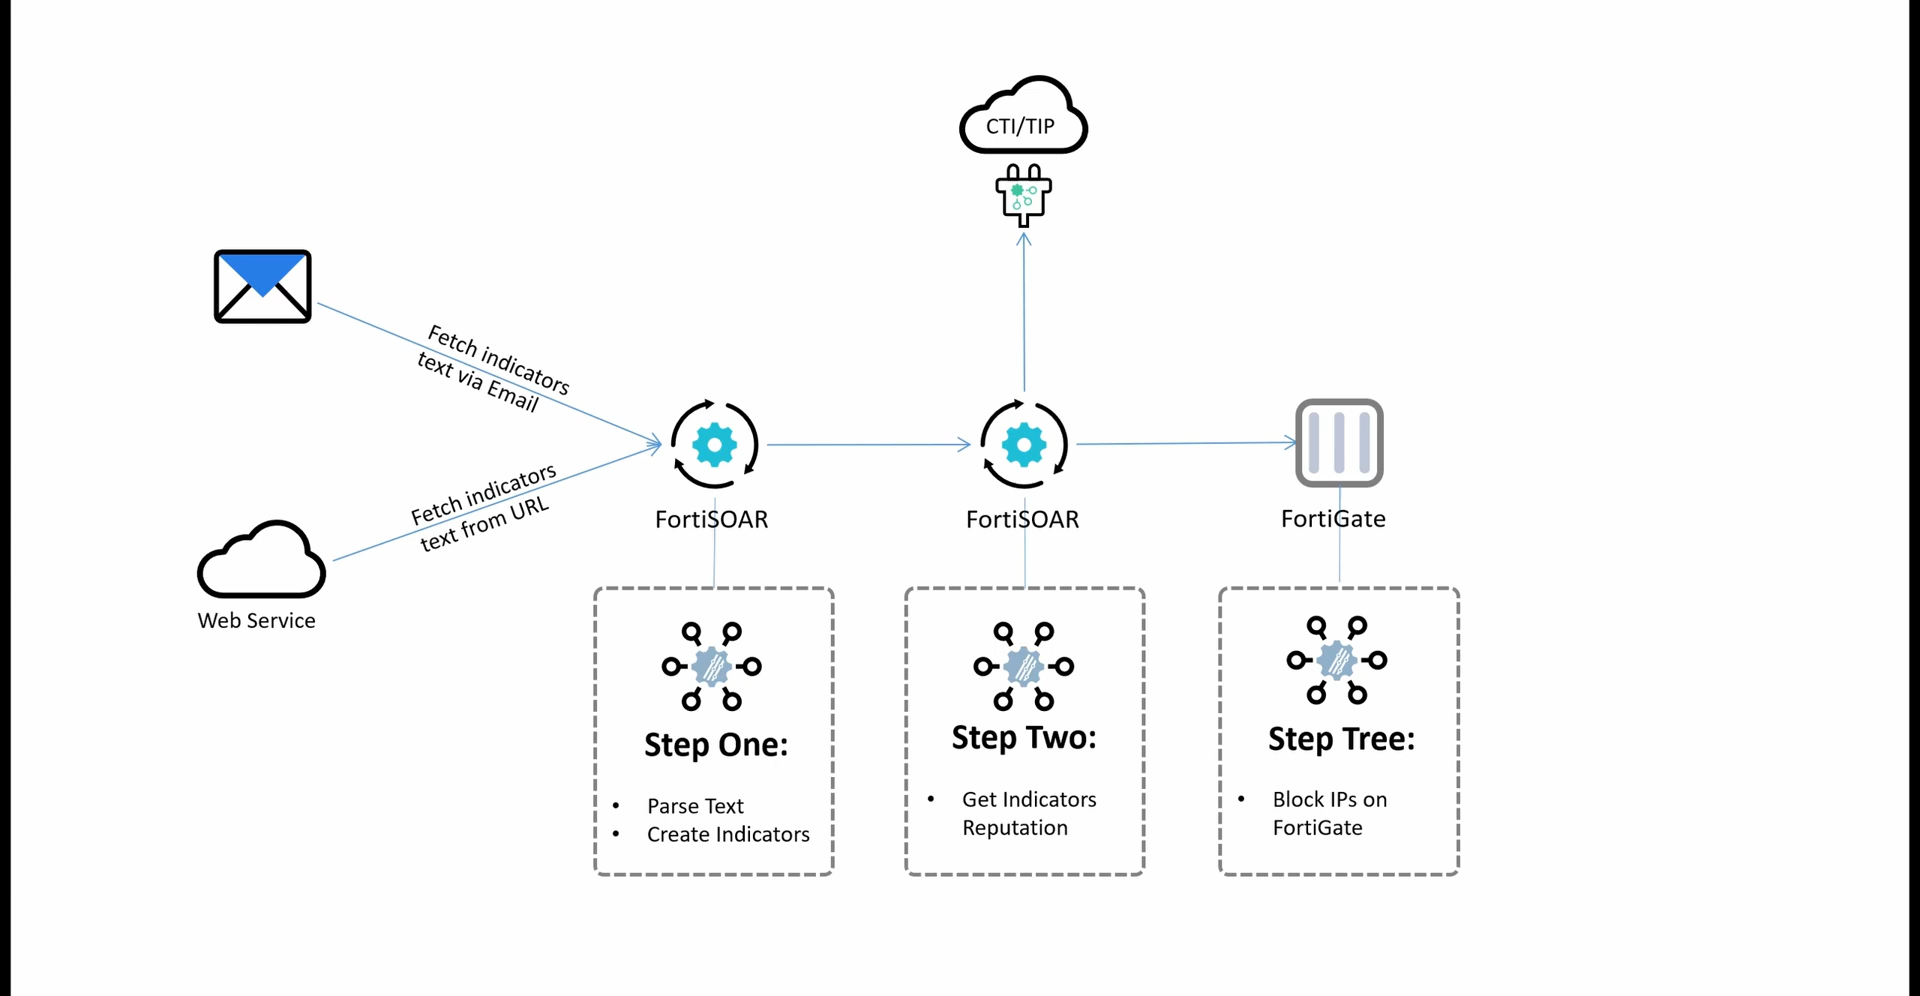 CTI/TIP
Fetch indicators
text via Email
Fetch indicators
text from URL
Web Service
FortiSOAR
FortiSOAR
FortiGate
Step One:
• Parse Text
• Create Indicators
Step Two:
• Get Indicators
Reputation
Step Tree:
• Block IPs on
FortiGate